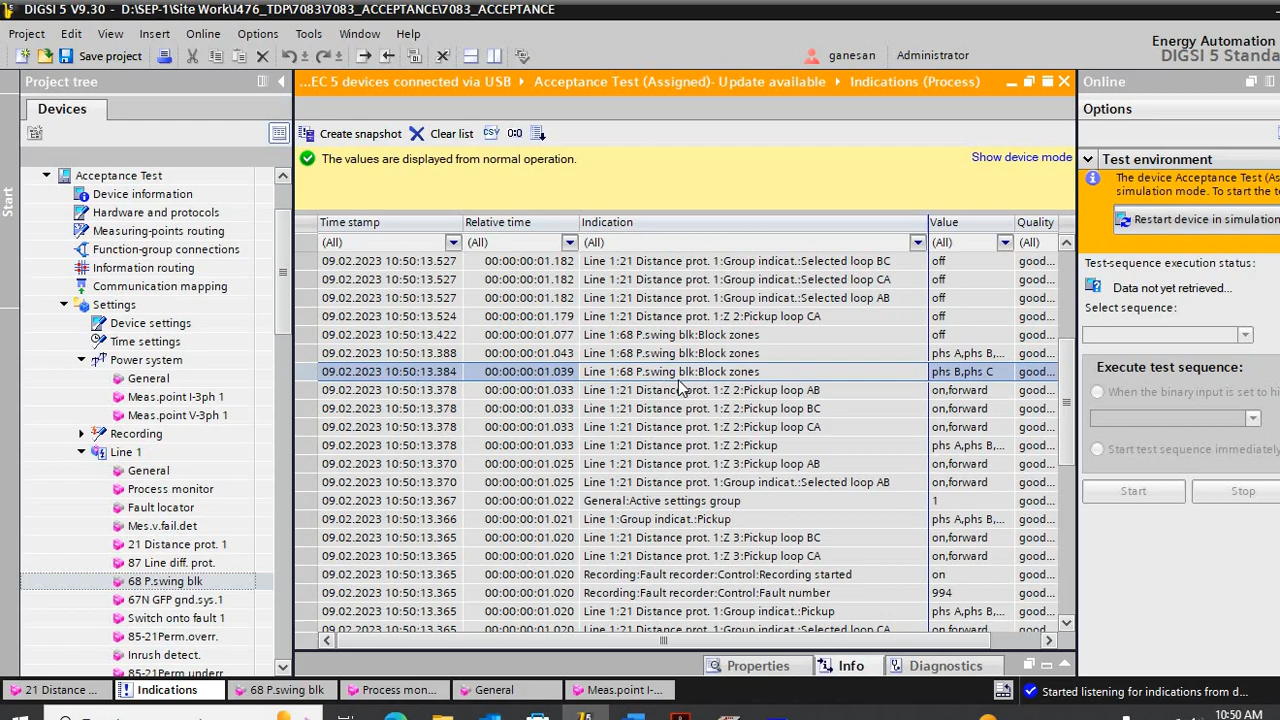 DIGSI 5 V9.30 - D:\SEP-1\Site Work\J476_TDP\7083_ACCEPTANCE\7083_ACCEPTANCE
Project Edit View Insert Online Options Tools Window Help
Energy Automation
Save project
ganesan Administrator
DIGSI 5 Standa
Project tree
...EC 5 devices connected via USB Acceptance Test (Assigned)- Update available Indications (Process)
Online
Devices
Options
Create snapshot Clear list CSV
Start
The values are displayed from normal operation.
Show device mode
Test environment
The device Acceptance Test (As
simulation mode. To start the te
Restart device in simulation
Test-sequence execution status:
Data not yet retrieved...
Select sequence:
Execute test sequence:
When the binary input is set to hi
Start test sequence immediately
Start Stop
Acceptance Test
Device information
Hardware and protocols
Measuring-points routing
Function-group connections
Information routing
Communication mapping
Settings
Device settings
Time settings
Power system
General
Meas.point I-3ph 1
Meas.point V-3ph 1
Recording
Line 1
General
Process monitor
Fault locator
Mes.v.fail.det
21 Distance prot. 1
87 Line diff. prot.
68 P.swing blk
67N GFP gnd.sys.1
Switch onto fault 1
85-21Perm.overr.
Inrush detect.
85-21Perm underr
Time stamp Relative time Indication Value Quality
(All) (All) (All) (All) (All)
09.02.2023 10:50:13.527 00:00:00:01.182 Line 1:21 Distance prot. 1:Group indicat.:Selected loop BC off good...
09.02.2023 10:50:13.527 00:00:00:01.182 Line 1:21 Distance prot. 1:Group indicat.:Selected loop CA off good...
09.02.2023 10:50:13.527 00:00:00:01.182 Line 1:21 Distance prot. 1:Group indicat.:Selected loop AB off good...
09.02.2023 10:50:13.524 00:00:00:01.179 Line 1:21 Distance prot. 1:Z 2:Pickup loop CA off good...
09.02.2023 10:50:13.422 00:00:00:01.077 Line 1:68 P.swing blk:Block zones off good...
09.02.2023 10:50:13.388 00:00:00:01.043 Line 1:68 P.swing blk:Block zones phs A,phs B,... good...
09.02.2023 10:50:13.384 00:00:00:01.039 Line 1:68 P.swing blk:Block zones phs B,phs C good...
09.02.2023 10:50:13.378 00:00:00:01.033 Line 1:21 Distance prot. 1:Z 2:Pickup loop AB on,forward good...
09.02.2023 10:50:13.378 00:00:00:01.033 Line 1:21 Distance prot. 1:Z 2:Pickup loop BC on,forward good...
09.02.2023 10:50:13.378 00:00:00:01.033 Line 1:21 Distance prot. 1:Z 2:Pickup loop CA on,forward good...
09.02.2023 10:50:13.378 00:00:00:01.033 Line 1:21 Distance prot. 1:Z 2:Pickup phs A,phs B,... good...
09.02.2023 10:50:13.370 00:00:00:01.025 Line 1:21 Distance prot. 1:Z 3:Pickup loop AB on,forward good...
09.02.2023 10:50:13.370 00:00:00:01.025 Line 1:21 Distance prot. 1:Group indicat.:Selected loop AB on,forward good...
09.02.2023 10:50:13.367 00:00:00:01.022 General:Active settings group 1 good...
09.02.2023 10:50:13.366 00:00:00:01.021 Line 1:Group indicat.:Pickup phs A,phs B,... good...
09.02.2023 10:50:13.365 00:00:00:01.020 Line 1:21 Distance prot. 1:Z 3:Pickup loop BC on,forward good...
09.02.2023 10:50:13.365 00:00:00:01.020 Line 1:21 Distance prot. 1:Z 3:Pickup loop CA on,forward good...
09.02.2023 10:50:13.365 00:00:00:01.020 Recording:Fault recorder:Control:Recording started on good...
09.02.2023 10:50:13.365 00:00:00:01.020 Recording:Fault recorder:Control:Fault number 994 good...
09.02.2023 10:50:13.365 00:00:00:01.020 Line 1:21 Distance prot. 1:Group indicat.:Pickup phs A,phs B,... good...
09.02.2023 10:50:13.365 00:00:00:01.020 Line 1:21 Distance prot. 1:Group indicat.:Selected loop CA on,forward good...
Properties Info Diagnostics
21 Distance ... Indications 68 P.swing blk Process mon... General Meas.point I-...
Started listening for indications from d...
10:50 AM